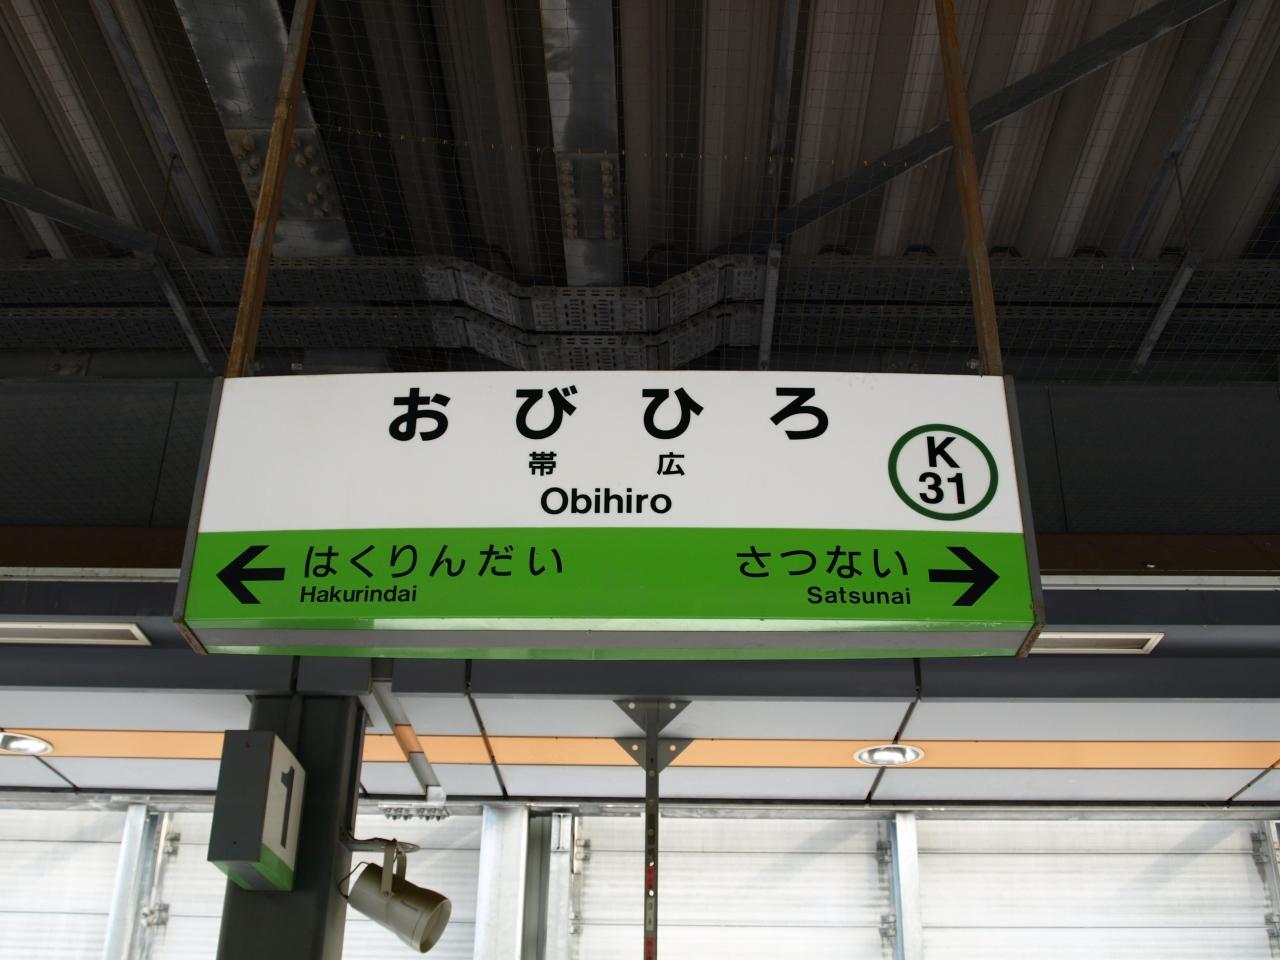 おびひろ
帯広
Obihiro
K
31
はくりんだい
Hakurindai
さつない
Satsunai
1